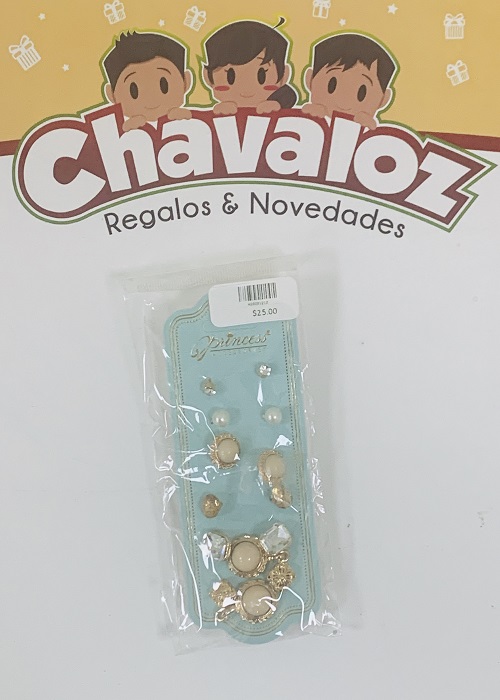 Chavaloz
Regalos & Novedades
$25.00
Princess